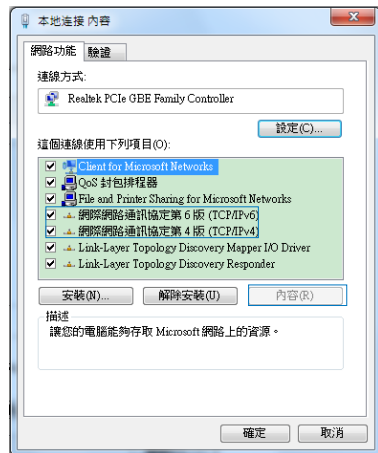 本地连接 內容
網路功能
驗證
連線方式:
Realtek PCIe GBE Family Controller
設定(C)...
這個連線使用下列項目(O):
Client for Microsoft Networks
QoS 封包排程器
File and Printer Sharing for Microsoft Networks
網際網路通訊協定第 6 版 (TCP/IPv6)
網際網路通訊協定第 4 版 (TCP/IPv4)
Link-Layer Topology Discovery Mapper I/O Driver
Link-Layer Topology Discovery Responder
安裝(N)...
解除安裝(U)
內容(R)
描述
讓您的電腦能夠存取 Microsoft 網路上的資源。
確定
取消